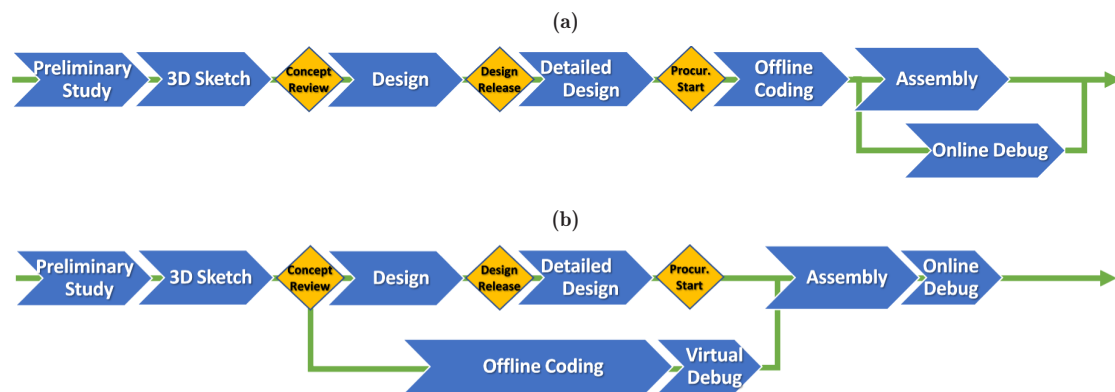 (a)
Preliminary
Study
3D Sketch
Concept
Review
Design
Design
Release
Detailed
Design
Procur.
Start
Offline
Coding
Assembly
Online Debug
(b)
Preliminary
Study
3D Sketch
Concept
Review
Design
Design
Release
Detailed
Design
Procur.
Start
Assembly
Online
Debug
Offline Coding
Virtual
Debug